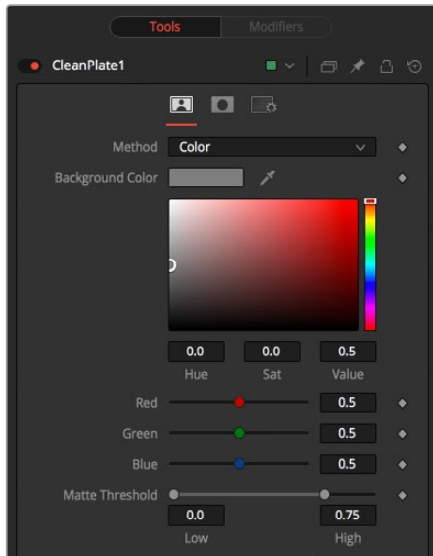 Tools Modifiers
CleanPlate1
Method Color
Background Color
0.0 0.0 0.5
Hue Sat Value
Red 0.5
Green 0.5
Blue 0.5
Matte Threshold
0.0 0.75
Low High